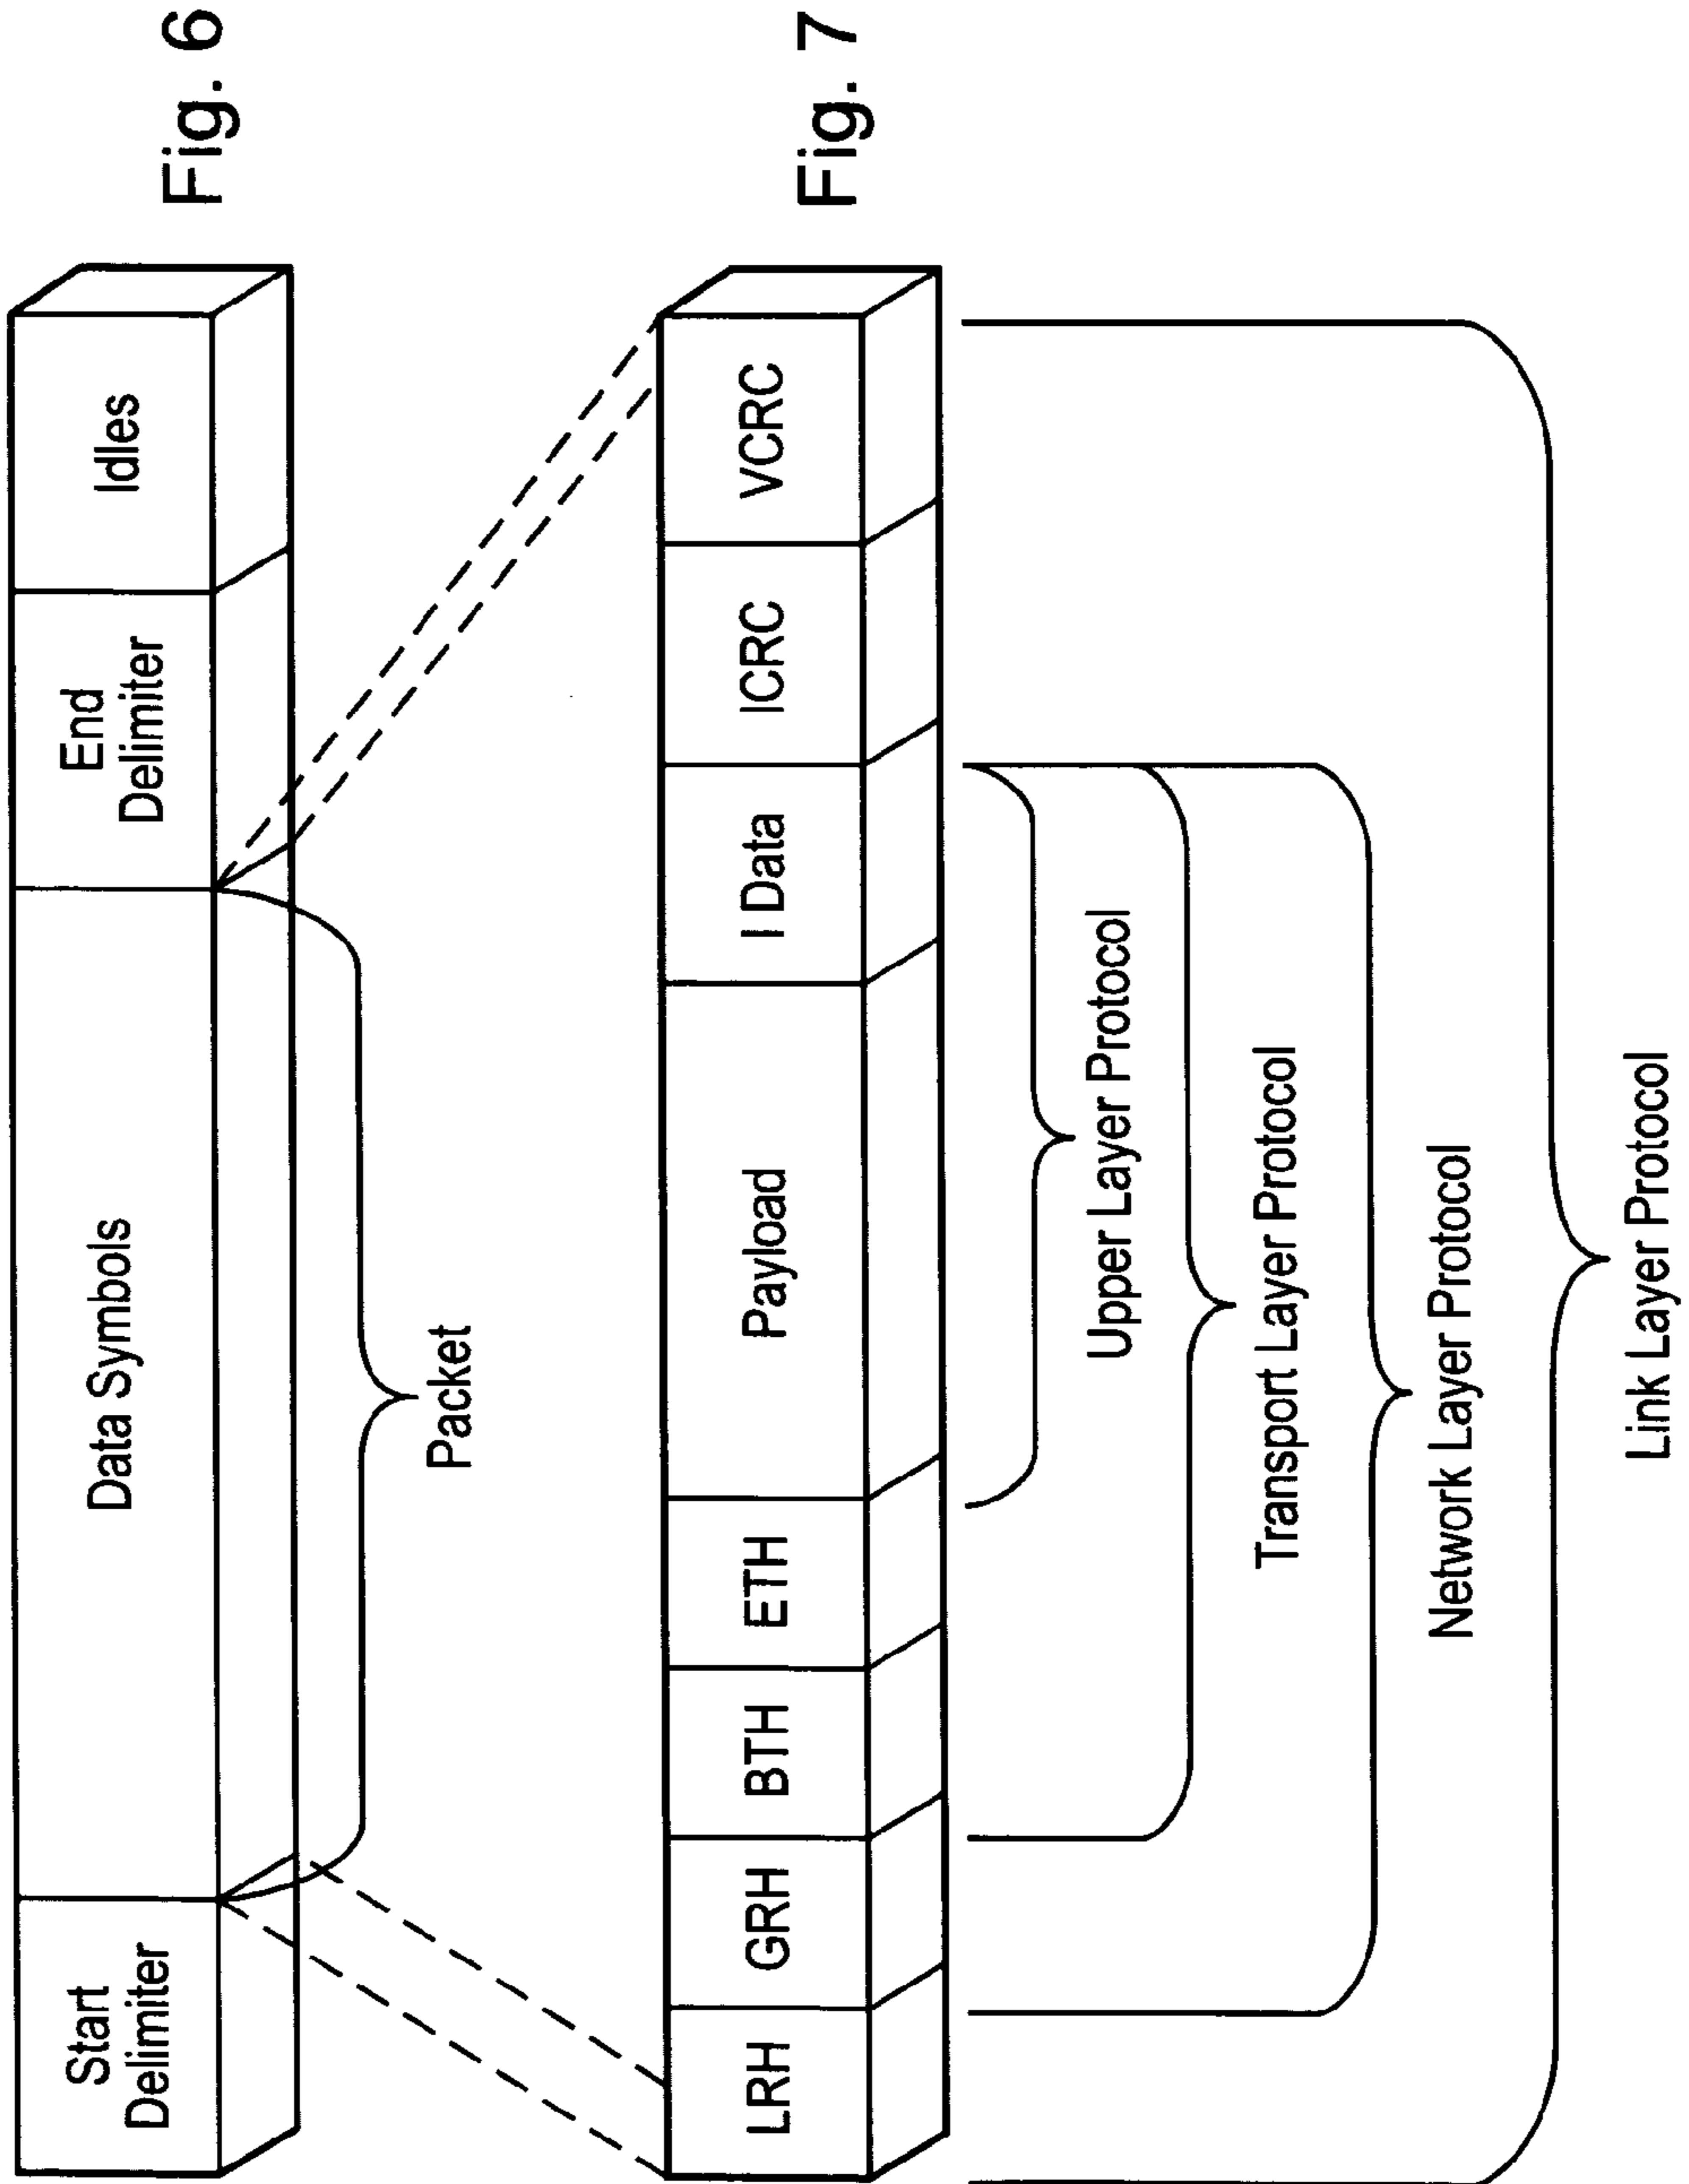 Start
Delimiter
Data Symbols
End
Delimiter
Idles
Packet
Fig. 6
LRH
GRH
BTH
ETH
Payload
I Data
ICRC
VCRC
Upper Layer Protocol
Transport Layer Protocol
Network Layer Protocol
Link Layer Protocol
Fig. 7